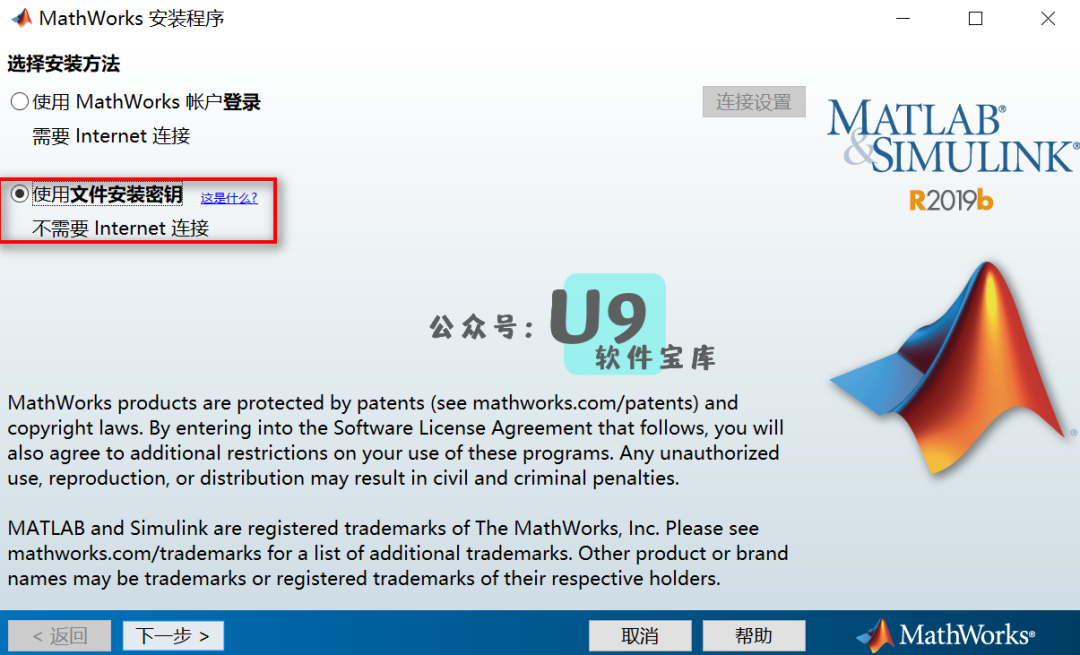 MathWorks 安装程序
选择安装方法
使用 MathWorks 帐户登录
需要 Internet 连接
连接设置
使用文件安装密钥 这是什么?
不需要 Internet 连接
MATLAB®
&SIMULINK®
R2019b
公众号: U9
软件宝库
MathWorks products are protected by patents (see mathworks.com/patents) and
copyright laws. By entering into the Software License Agreement that follows, you will
also agree to additional restrictions on your use of these programs. Any unauthorized
use, reproduction, or distribution may result in civil and criminal penalties.
MATLAB and Simulink are registered trademarks of The MathWorks, Inc. Please see
mathworks.com/trademarks for a list of additional trademarks. Other product or brand
names may be trademarks or registered trademarks of their respective holders.
®
< 返回 下一步 > 取消 帮助 MathWorks®